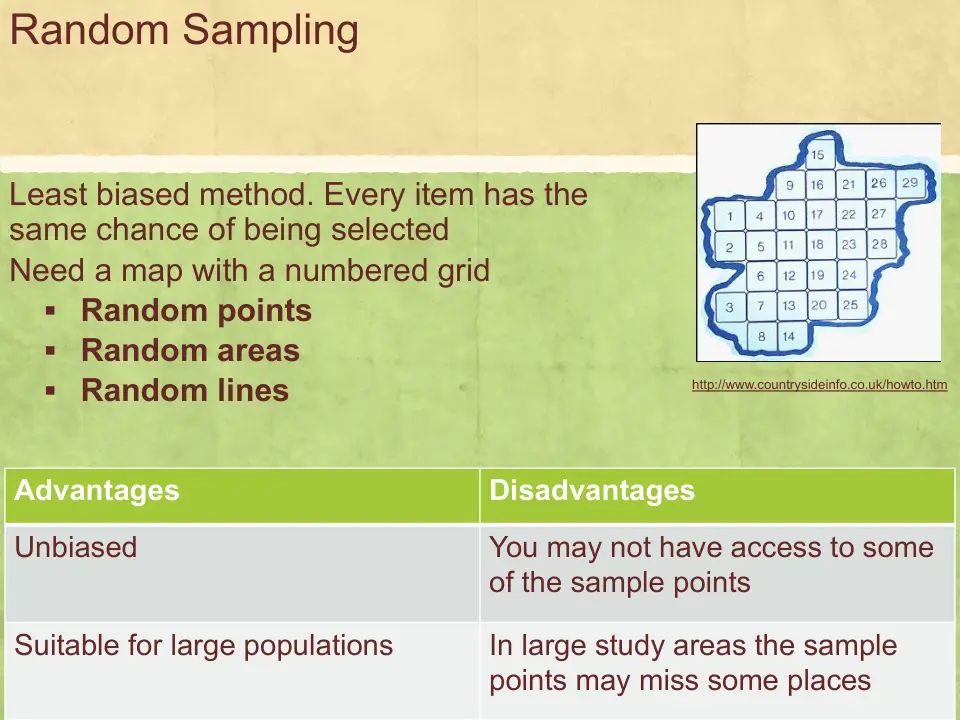 Random Sampling
Least biased method. Every item has the
same chance of being selected
Need a map with a numbered grid
▪ Random points
▪ Random areas
▪ Random lines
15
9 16 21 26 29
1 4 10 17 22 27
2 5 11 18 23 28
6 12 19 24
3 7 13 20 25
8 14
http://www.countrysideinfo.co.uk/howto.htm
Advantages
Disadvantages
Unbiased
You may not have access to some
of the sample points
Suitable for large populations
In large study areas the sample
points may miss some places